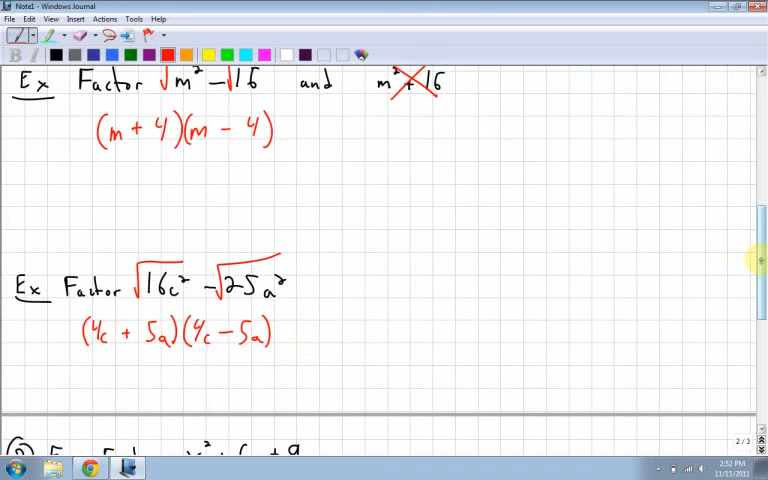 Note1 - Windows Journal
File Edit View Insert Actions Tools Help
B I
Ex Factor √m² - √16 and m² + 16
(m + 4)(m - 4)
Ex Factor √16c² - √25a²
(4c + 5a)(4c - 5a)
2 / 3
2:52 PM
11/15/2011